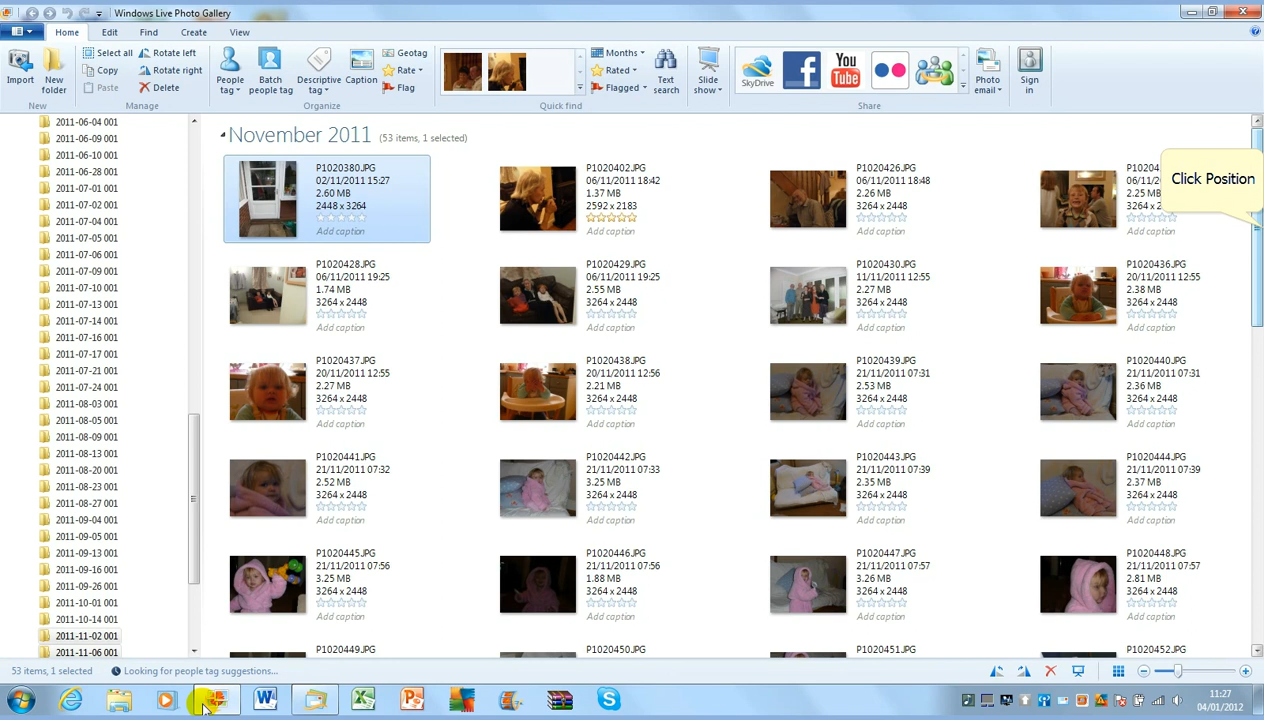 Windows Live Photo Gallery
Home Edit Find Create View
Import
New folder
Select all
Copy
Paste
Rotate left
Rotate right
Delete
New
Manage
People tag
Batch people tag
Descriptive tag
Caption
Geotag
Rate
Flag
Organize
Months
Rated
Flagged
Text search
Quick find
Slide show
SkyDrive
You Tube
Photo email
Share
Sign in
2011-06-04 001
2011-06-09 001
2011-06-10 001
2011-06-28 001
2011-07-01 001
2011-07-02 001
2011-07-04 001
2011-07-05 001
2011-07-06 001
2011-07-09 001
2011-07-10 001
2011-07-13 001
2011-07-14 001
2011-07-16 001
2011-07-17 001
2011-07-21 001
2011-07-24 001
2011-08-03 001
2011-08-05 001
2011-08-09 001
2011-08-13 001
2011-08-20 001
2011-08-23 001
2011-08-27 001
2011-09-04 001
2011-09-05 001
2011-09-13 001
2011-09-16 001
2011-09-26 001
2011-10-01 001
2011-10-14 001
2011-11-02 001
2011-11-06 001
November 2011 (53 items, 1 selected)
P1020380.JPG
02/11/2011 15:27
2.60 MB
2448 x 3264
Add caption
P1020402.JPG
06/11/2011 18:42
1.37 MB
2592 x 2183
Add caption
P1020426.JPG
06/11/2011 18:48
2.26 MB
3264 x 2448
Add caption
2.25 MB
3264 x 2448
Add caption
Click Position
P1020428.JPG
06/11/2011 19:25
1.74 MB
3264 x 2448
Add caption
P1020429.JPG
06/11/2011 19:25
2.55 MB
3264 x 2448
Add caption
P1020430.JPG
11/11/2011 12:55
2.27 MB
3264 x 2448
Add caption
P1020436.JPG
20/11/2011 12:55
2.38 MB
3264 x 2448
Add caption
P1020437.JPG
20/11/2011 12:55
2.27 MB
3264 x 2448
Add caption
P1020438.JPG
20/11/2011 12:56
2.21 MB
3264 x 2448
Add caption
P1020439.JPG
21/11/2011 07:31
2.53 MB
3264 x 2448
Add caption
P1020440.JPG
21/11/2011 07:31
2.36 MB
3264 x 2448
Add caption
P1020441.JPG
21/11/2011 07:32
2.52 MB
3264 x 2448
Add caption
P1020442.JPG
21/11/2011 07:33
3.25 MB
3264 x 2448
Add caption
P1020443.JPG
21/11/2011 07:39
2.35 MB
3264 x 2448
Add caption
P1020444.JPG
21/11/2011 07:39
2.37 MB
3264 x 2448
Add caption
P1020445.JPG
21/11/2011 07:56
3.25 MB
3264 x 2448
Add caption
P1020446.JPG
21/11/2011 07:56
1.88 MB
3264 x 2448
Add caption
P1020447.JPG
21/11/2011 07:57
3.26 MB
3264 x 2448
Add caption
P1020448.JPG
21/11/2011 07:57
2.81 MB
3264 x 2448
Add caption
P1020449.JPG
P1020450.JPG
P1020451.JPG
P1020452.JPG
53 items, 1 selected
Looking for people tag suggestions...
11:27
04/01/2012